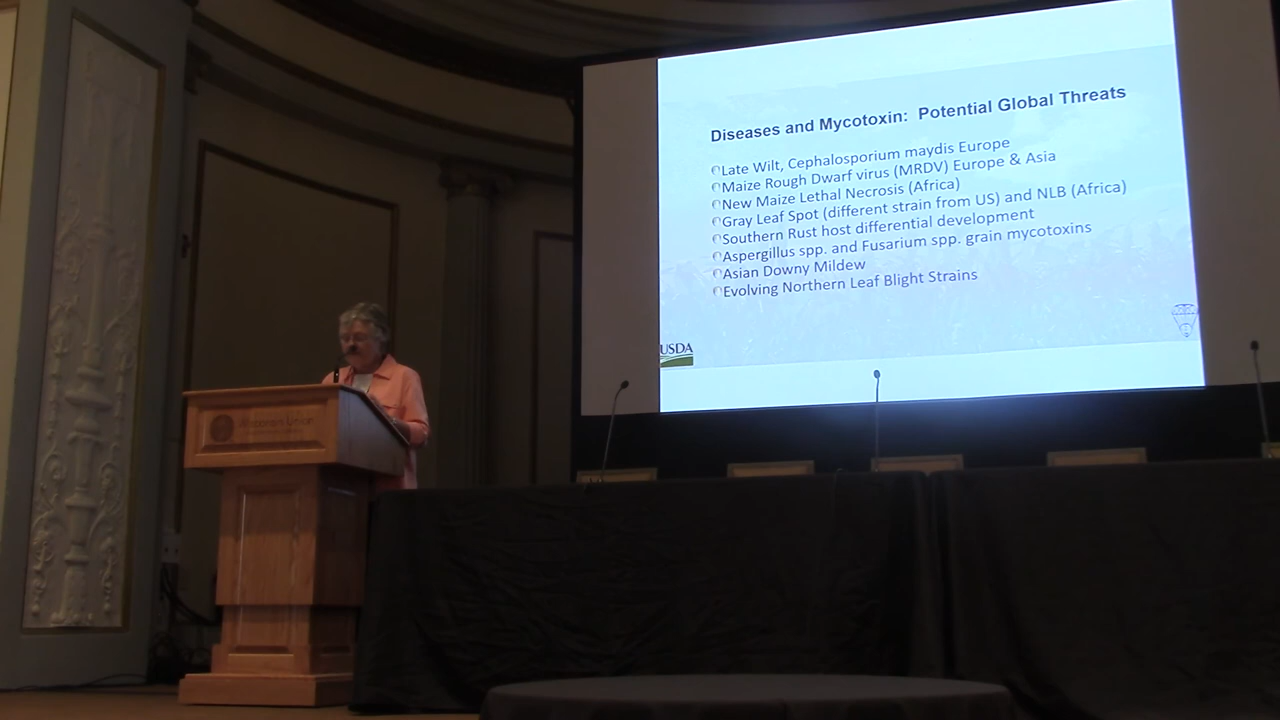 Diseases and Mycotoxin: Potential Global Threats
Late Wilt, Cephalosporium maydis Europe
Maize Rough Dwarf virus (MRDV) Europe & Asia
New Maize Lethal Necrosis (Africa)
Gray Leaf Spot (different strain from US) and NLB (Africa)
Southern Rust host differential development
Aspergillus spp. and Fusarium spp. grain mycotoxins
Asian Downy Mildew
Evolving Northern Leaf Blight Strains
USDA
Wisconsin Union